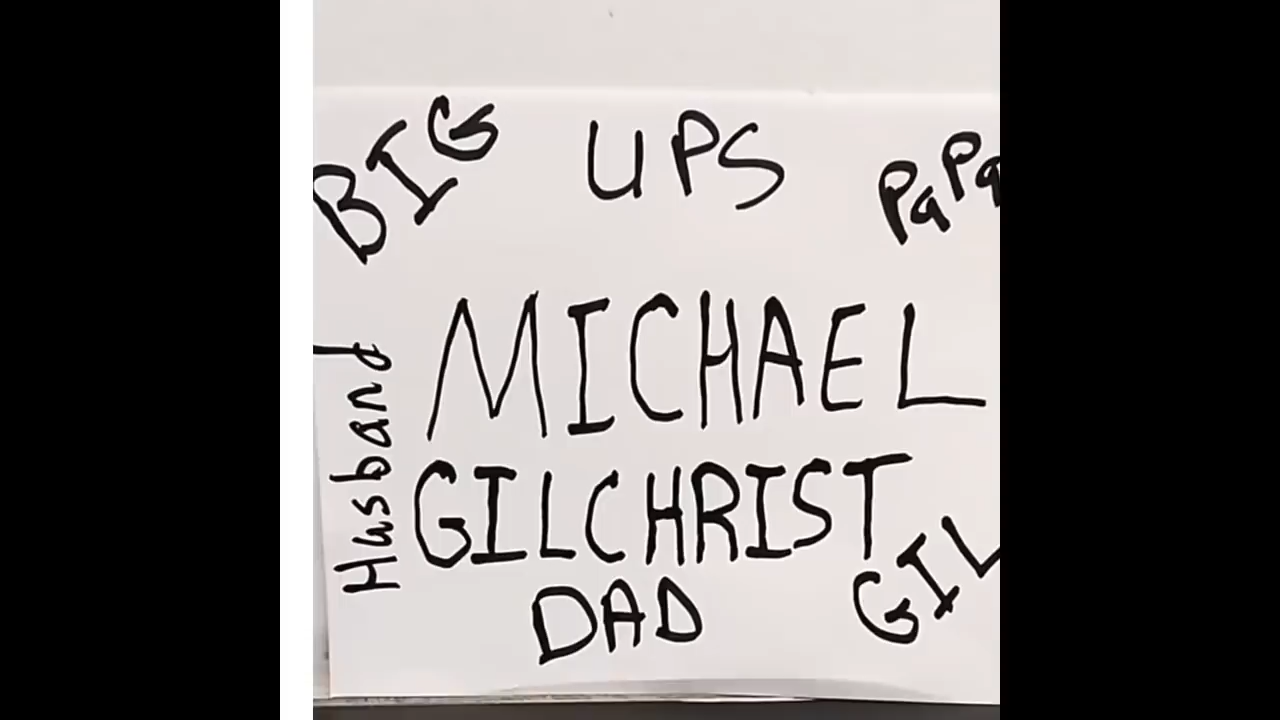 BIG UPS PaPa
MICHAEL
Husband
GILCHRIST
GIL
DAD